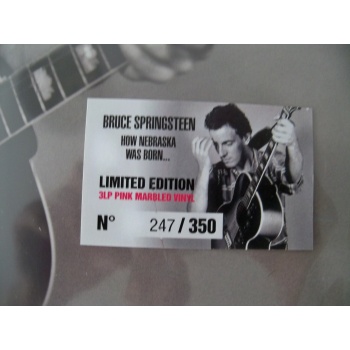 BRUCE SPRINGSTEEN
HOW NEBRASKA
WAS BORN...
LIMITED EDITION
3LP PINK MARBLED VINYL
N° 247 / 350